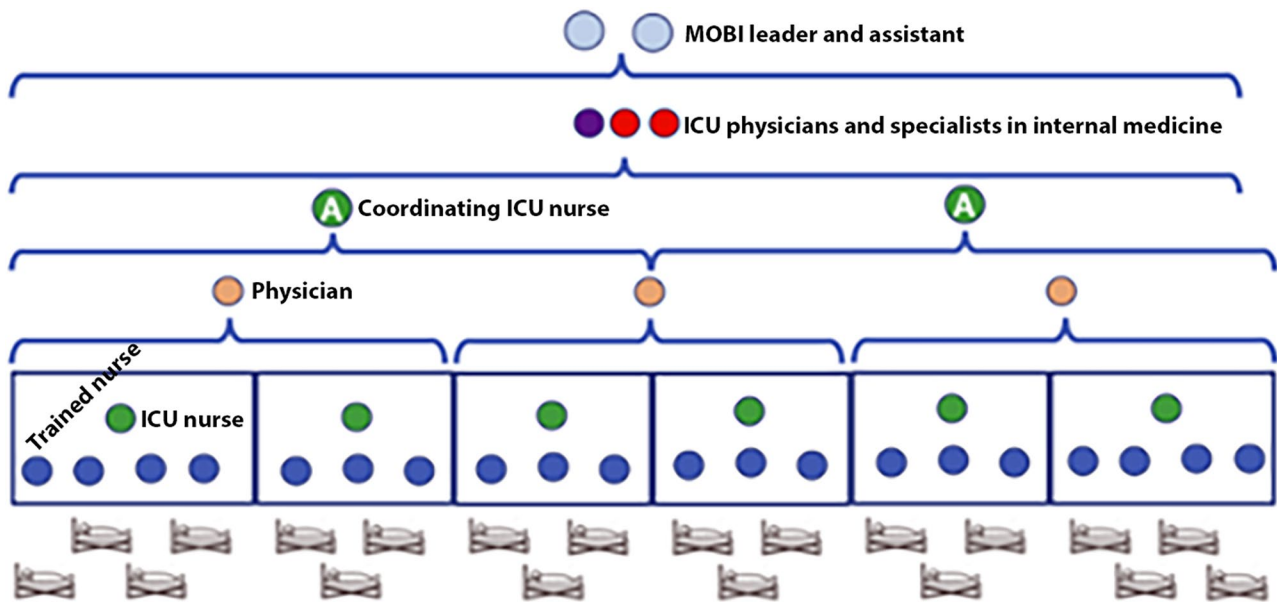 MOBI leader and assistant
ICU physicians and specialists in internal medicine
A Coordinating ICU nurse
A
Physician
Trained nurse
ICU nurse